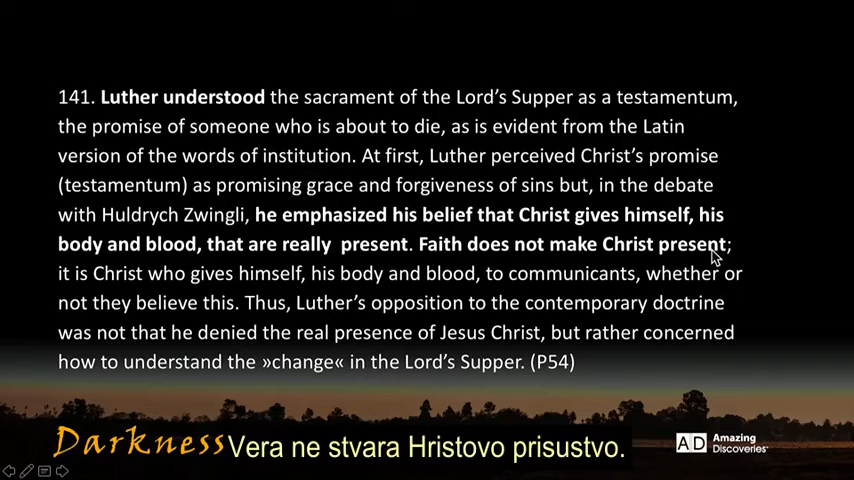 141. Luther understood the sacrament of the Lord’s Supper as a testamentum,
the promise of someone who is about to die, as is evident from the Latin
version of the words of institution. At first, Luther perceived Christ’s promise
(testamentum) as promising grace and forgiveness of sins but, in the debate
with Huldrych Zwingli, he emphasized his belief that Christ gives himself, his
body and blood, that are really present. Faith does not make Christ present;
it is Christ who gives himself, his body and blood, to communicants, whether or
not they believe this. Thus, Luther’s opposition to the contemporary doctrine
was not that he denied the real presence of Jesus Christ, but rather concerned
how to understand the »change« in the Lord’s Supper. (P54)
Darkness
Vera ne stvara Hristovo prisustvo.
AD Amazing
Discoveries